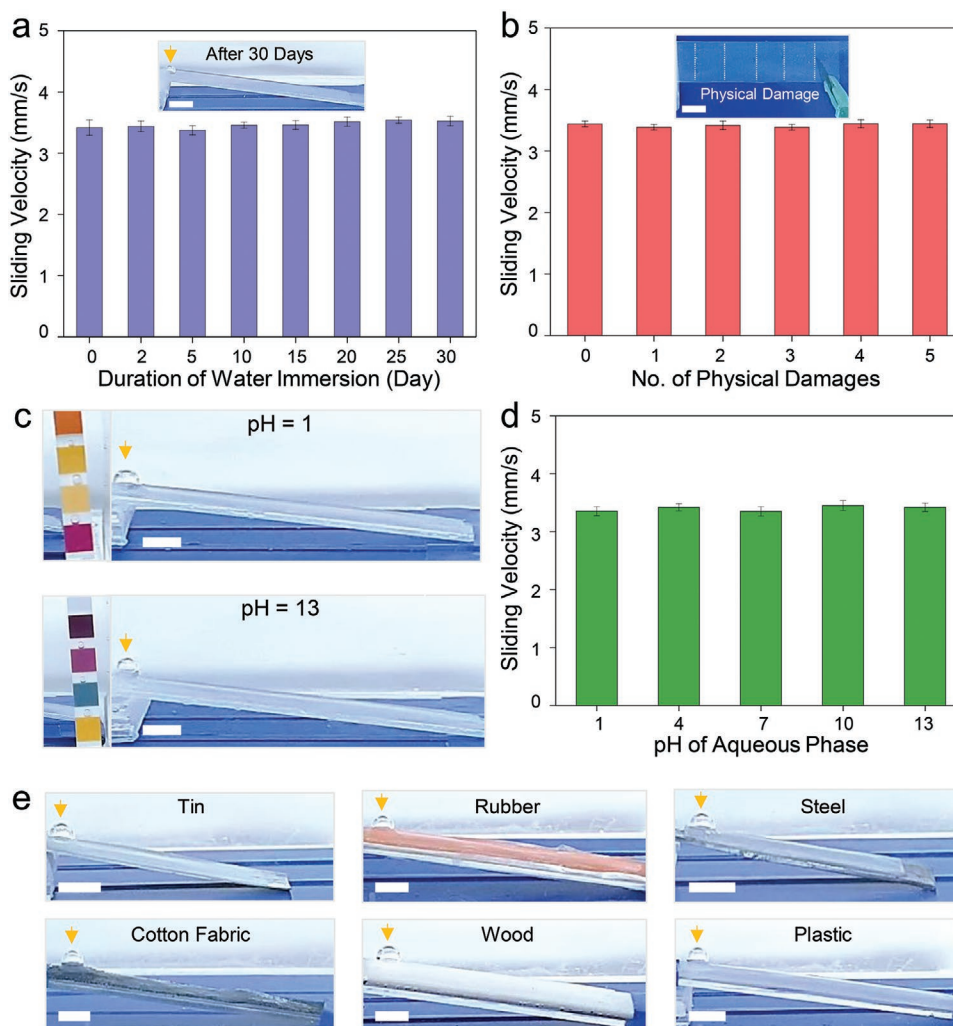 a
After 30 Days
Sliding Velocity (mm/s)
5
4
3
2
1
0
0 2 5 10 15 20 25 30
Duration of Water Immersion (Day)
b
Physical Damage
Sliding Velocity (mm/s)
5
4
3
2
1
0
0 1 2 3 4 5
No. of Physical Damages
c
pH = 1
pH = 13
d
Sliding Velocity (mm/s)
5
4
3
2
1
0
1 4 7 10 13
pH of Aqueous Phase
e
Tin
Rubber
Steel
Cotton Fabric
Wood
Plastic